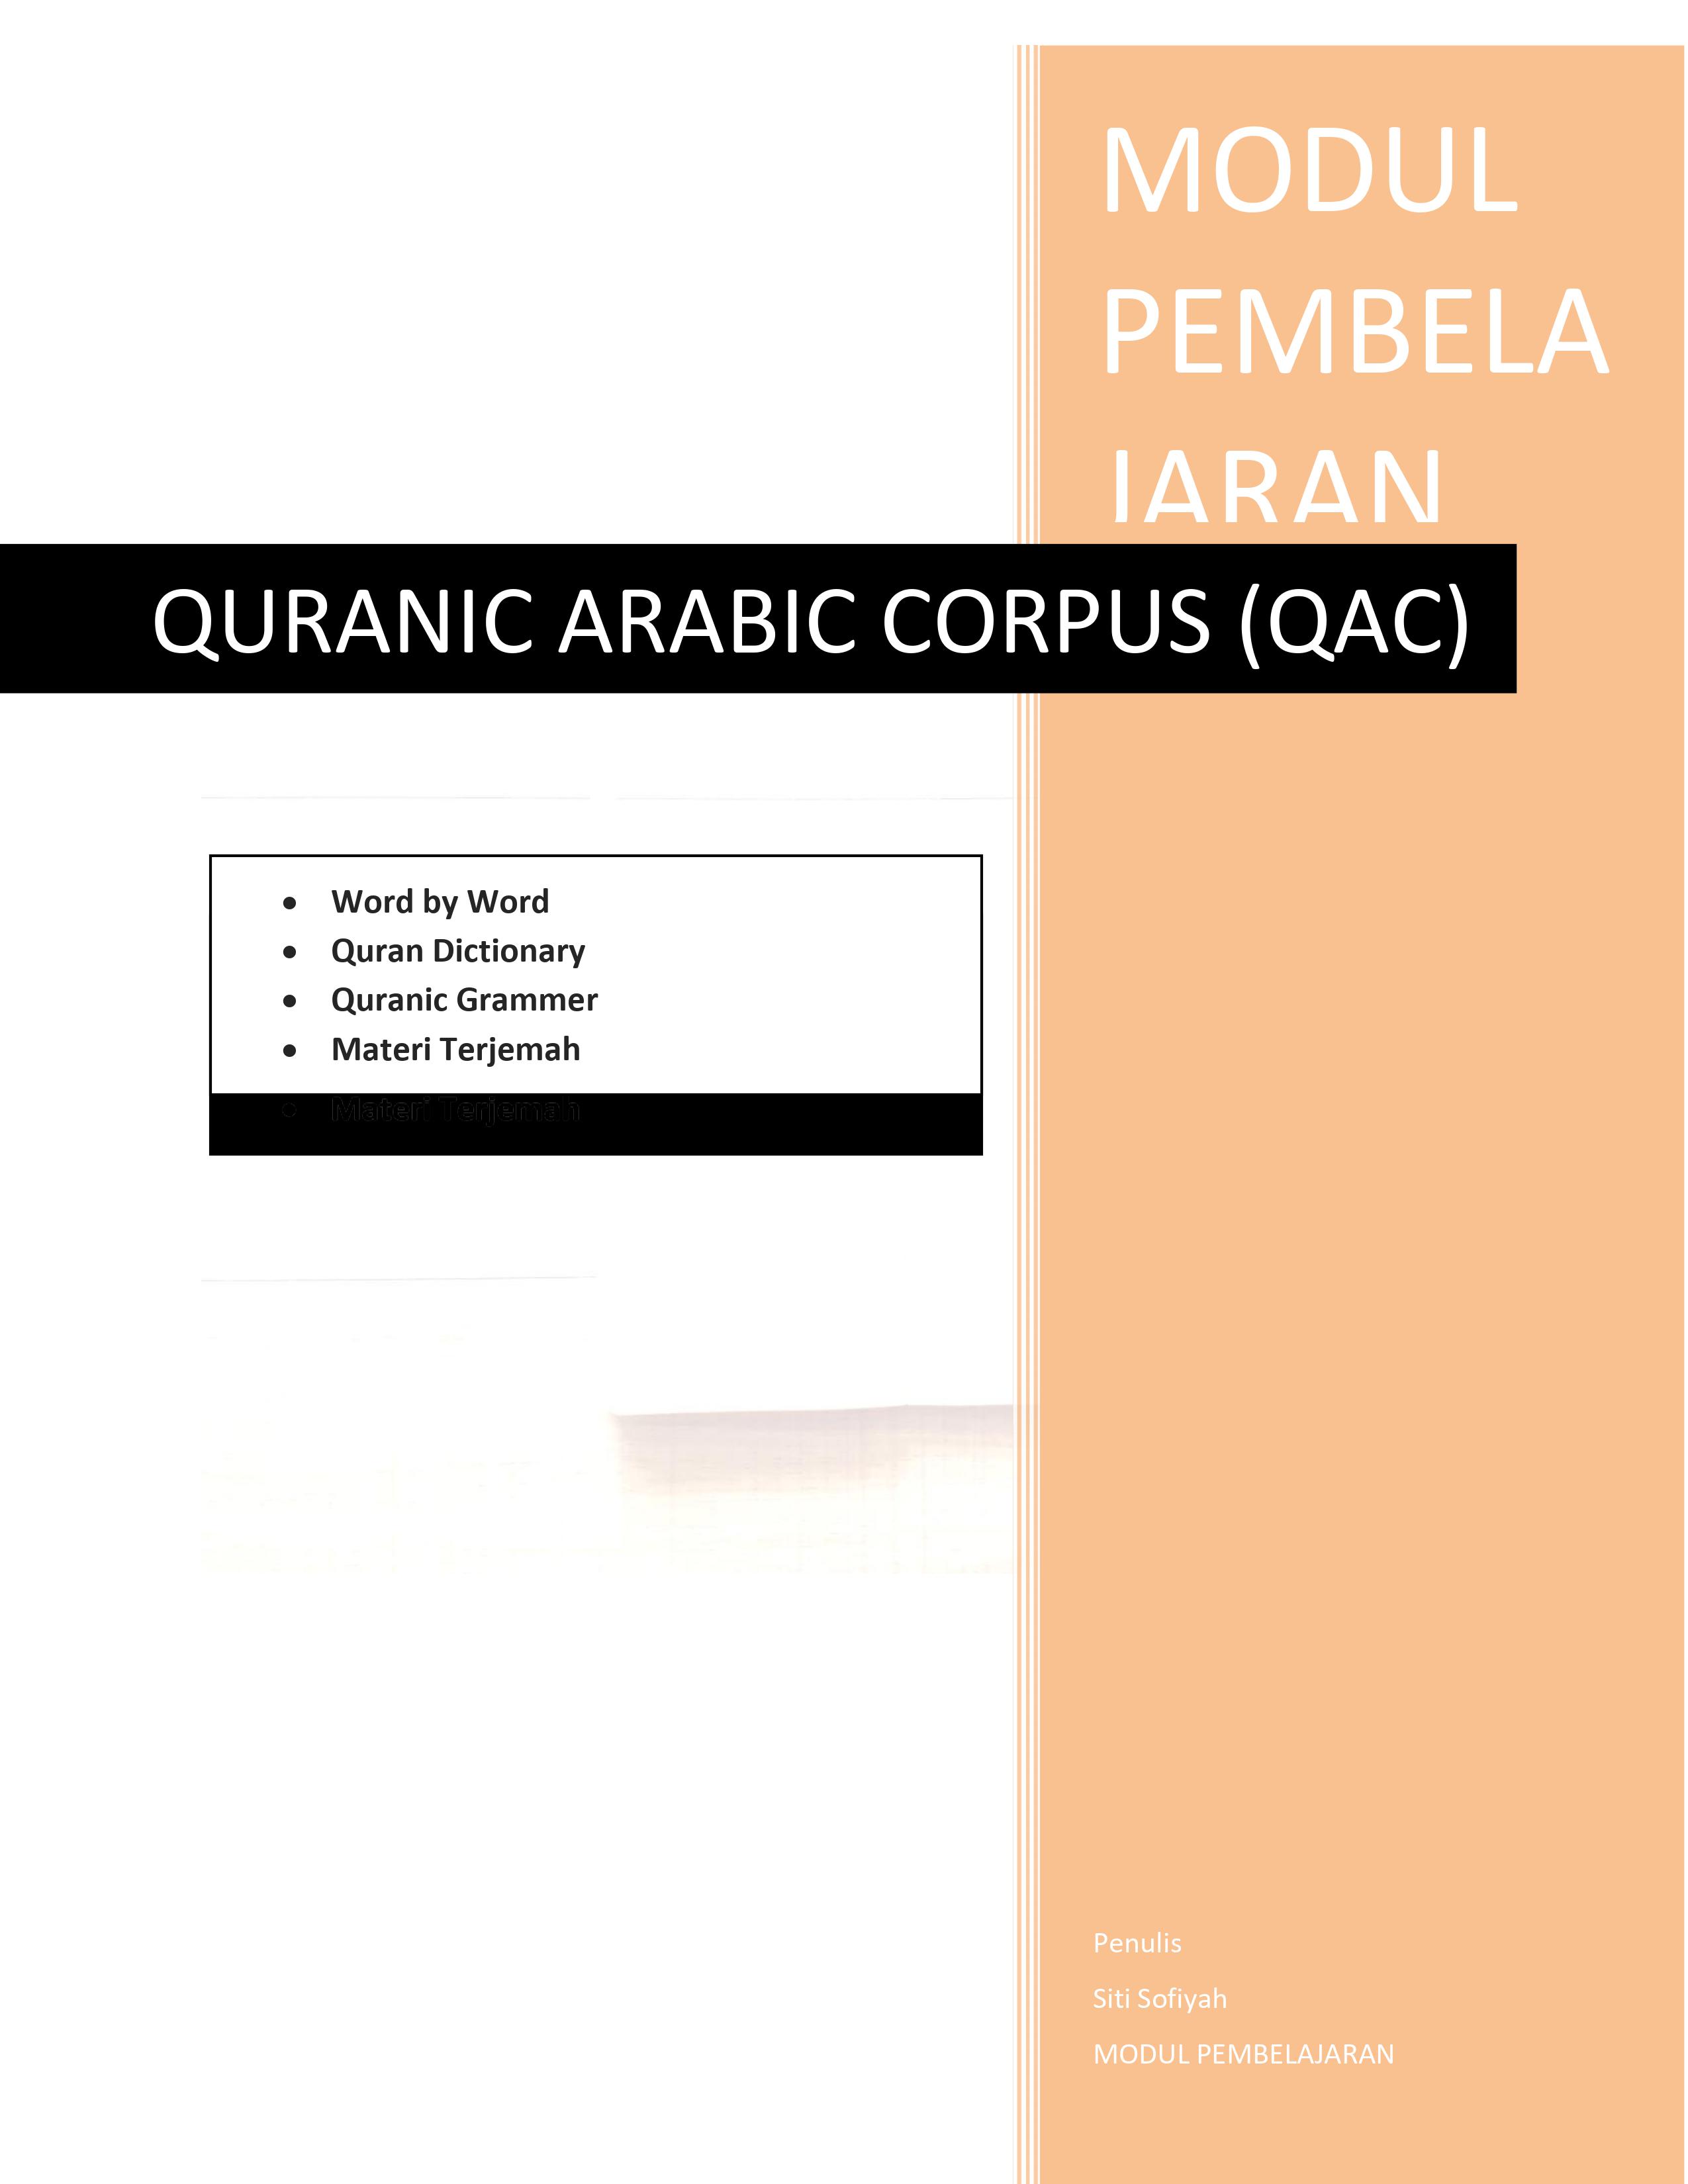 MODUL
PEMBELA
JARAN
QURANIC ARABIC CORPUS (QAC)
• Word by Word
• Quran Dictionary
• Quranic Grammer
• Materi Terjemah
• Materi Terjemah
Penulis
Siti Sofiyah
MODUL PEMBELAJARAN